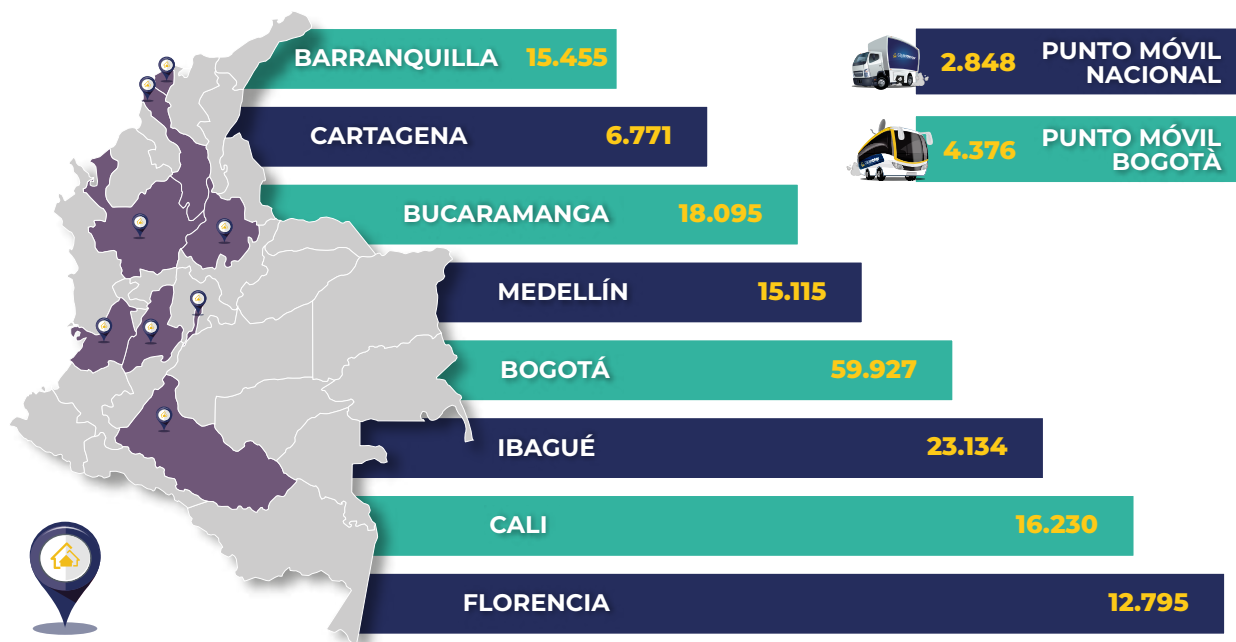 BARRANQUILLA 15.455
CARTAGENA 6.771
BUCARAMANGA 18.095
MEDELLÍN 15.115
BOGOTÁ 59.927
IBAGUÉ 23.134
CALI 16.230
FLORENCIA 12.795
2.848 PUNTO MÓVIL
NACIONAL
4.376 PUNTO MÓVIL
BOGOTÀ